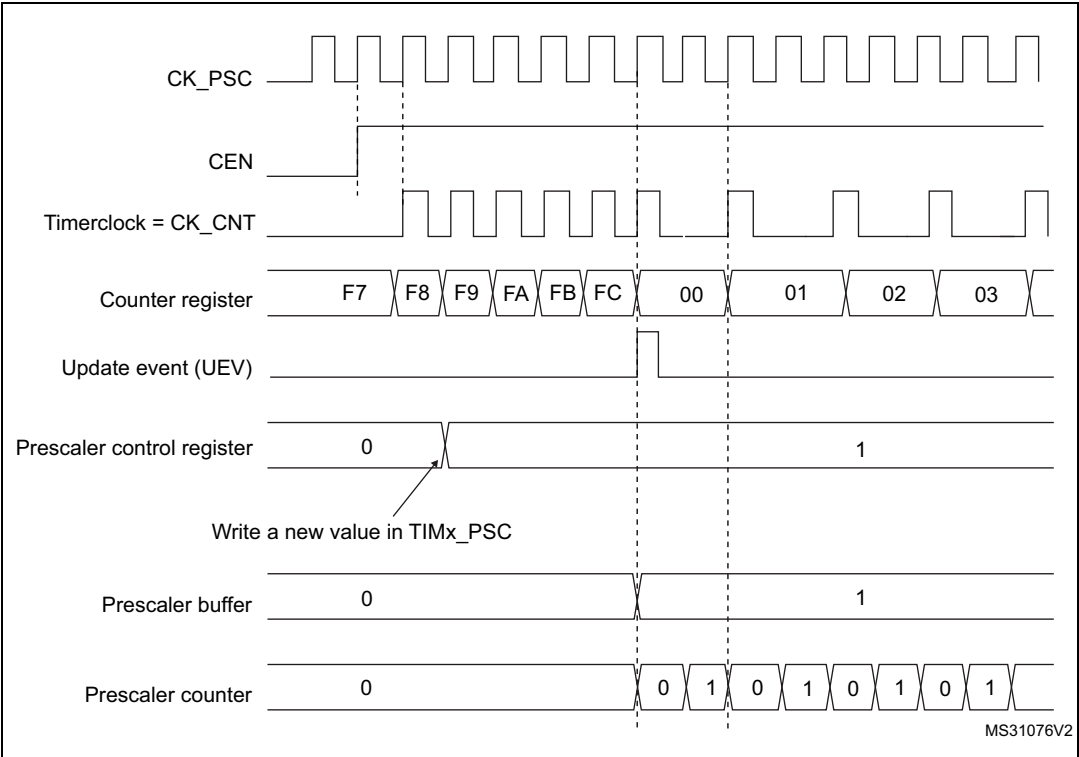 CK_PSC
CEN
Timerclock = CK_CNT
Counter register
F7 F8 F9 FA FB FC 00 01 02 03
Update event (UEV)
Prescaler control register
0 1
Write a new value in TIMx_PSC
Prescaler buffer
0 1
Prescaler counter
0 0 1 0 1 0 1 0 1
MS31076V2